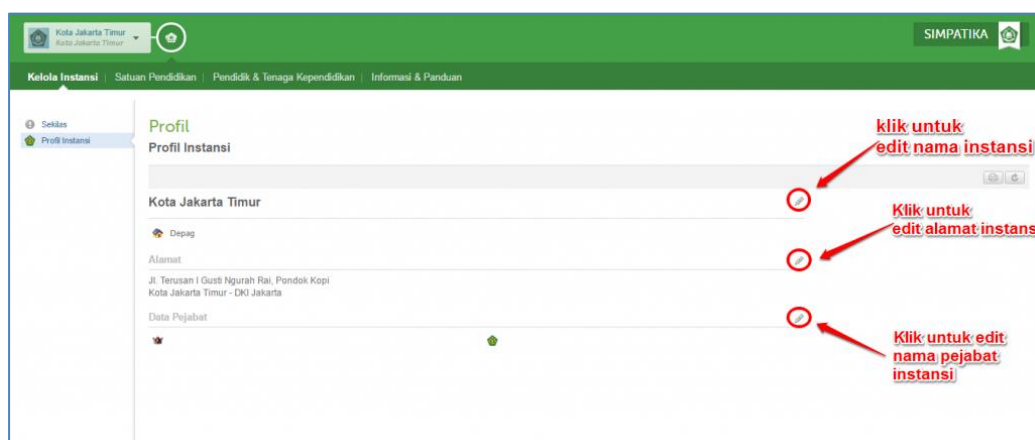 Kota Jakarta Timur
Kota Jakarta Timur
SIMPATIKA
Kelola Instansi | Satuan Pendidikan | Pendidik & Tenaga Kependidikan | Informasi & Panduan
Sekilas
Profil Instansi
Profil
Profil Instansi
klik untuk
edit nama instansi
Kota Jakarta Timur
Klik untuk
edit alamat instans
Depag
Alamat
Jl. Terusan I Gusti Ngurah Rai, Pondok Kopi
Kota Jakarta Timur - DKI Jakarta
Data Pejabat
Klik untuk edit
nama pejabat
instansi